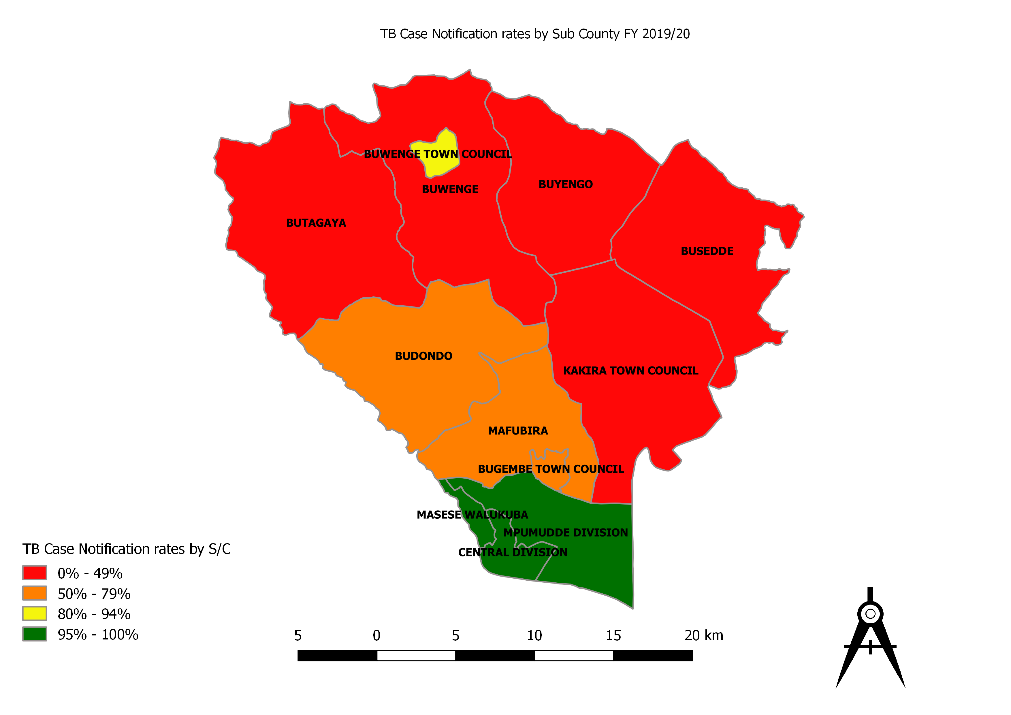 TB Case Notification rates by Sub County FY 2019/20
BUWENGE TOWN COUNCIL
BUYENGO
BUWENGE
BUTAGAYA
BUSEDDE
BUDONDO
KAKIRA TOWN COUNCIL
MAFUBIRA
BUGEMBE TOWN COUNCIL
MASESE WALUKUBA
MPUMUDDE DIVISION
CENTRAL DIVISION
TB Case Notification rates by S/C
0% - 49%
50% - 79%
80% - 94%
95% - 100%
5 0 5 10 15 20 km